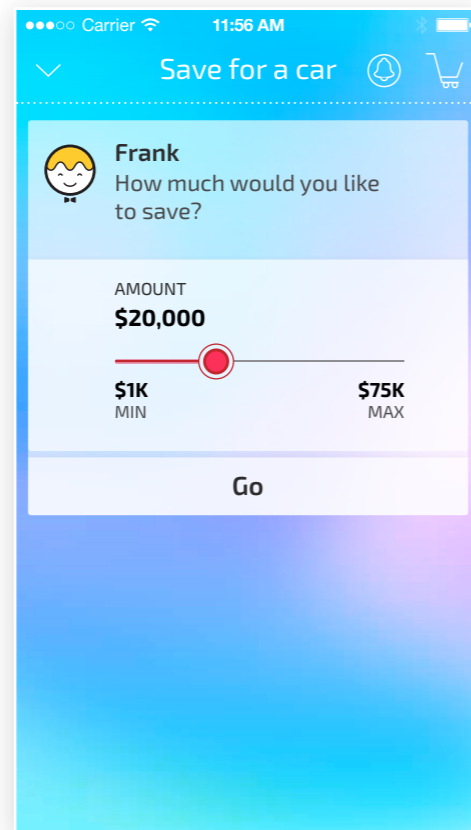 Carrier 11:56 AM
Save for a car
Frank
How much would you like
to save?
AMOUNT
$20,000
$1K $75K
MIN MAX
Go